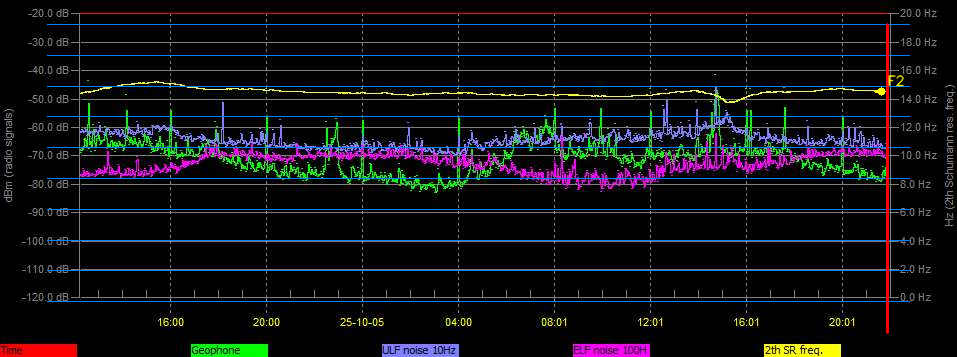 -20.0 dB 20.0 Hz
-30.0 dB 18.0 Hz
-40.0 dB 16.0 Hz
F2
-50.0 dB 14.0 Hz
-60.0 dB 12.0 Hz
-70.0 dB 10.0 Hz
-80.0 dB 8.0 Hz
-90.0 dB 6.0 Hz
-100.0 dB 4.0 Hz
-110.0 dB 2.0 Hz
-120.0 dB 0.0 Hz
dBm (radio signals)
Hz (2th Schumann res. freq.)
16:00 20:00 25-10-05 04:00 08:01 12:01 16:01 20:01
Time Geophone ULF noise 10Hz ELF noise 100H 2th SR freq.